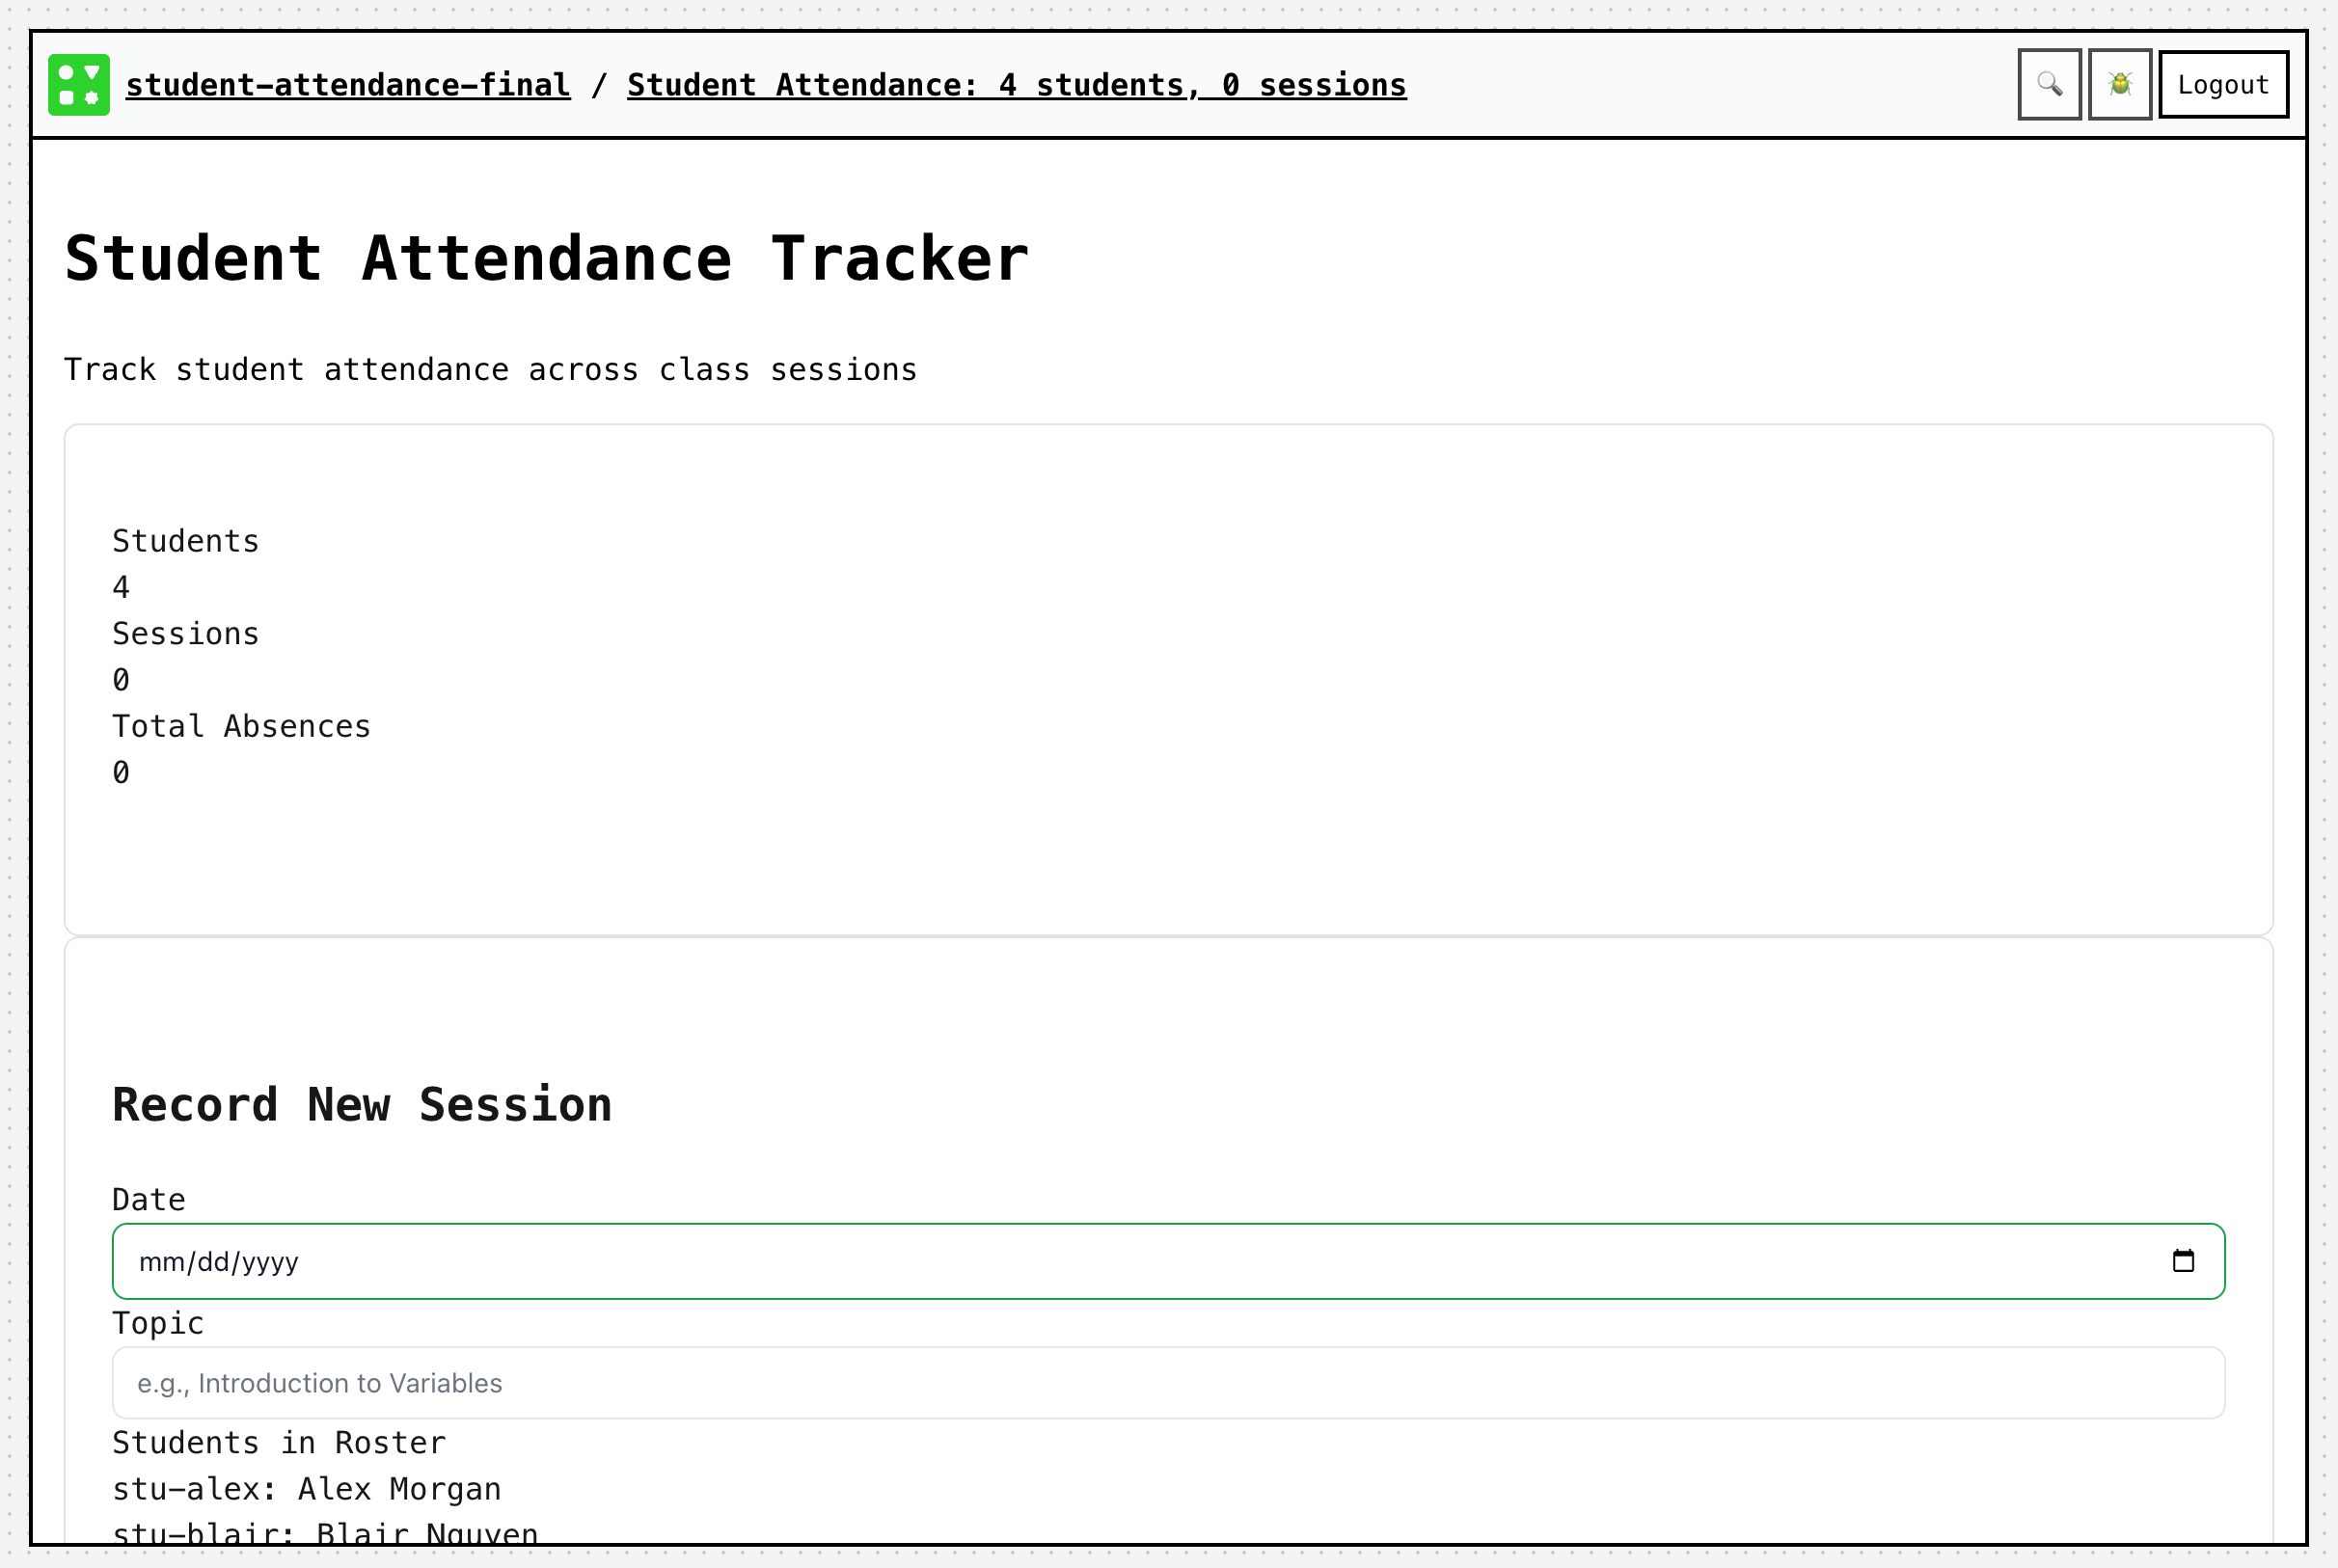 student-attendance-final / Student Attendance: 4 students, 0 sessions
Logout
Student Attendance Tracker
Track student attendance across class sessions
Students
4
Sessions
0
Total Absences
0
Record New Session
Date
mm/dd/yyyy
Topic
e.g., Introduction to Variables
Students in Roster
stu-alex: Alex Morgan
stu-blair: Blair Nguyen